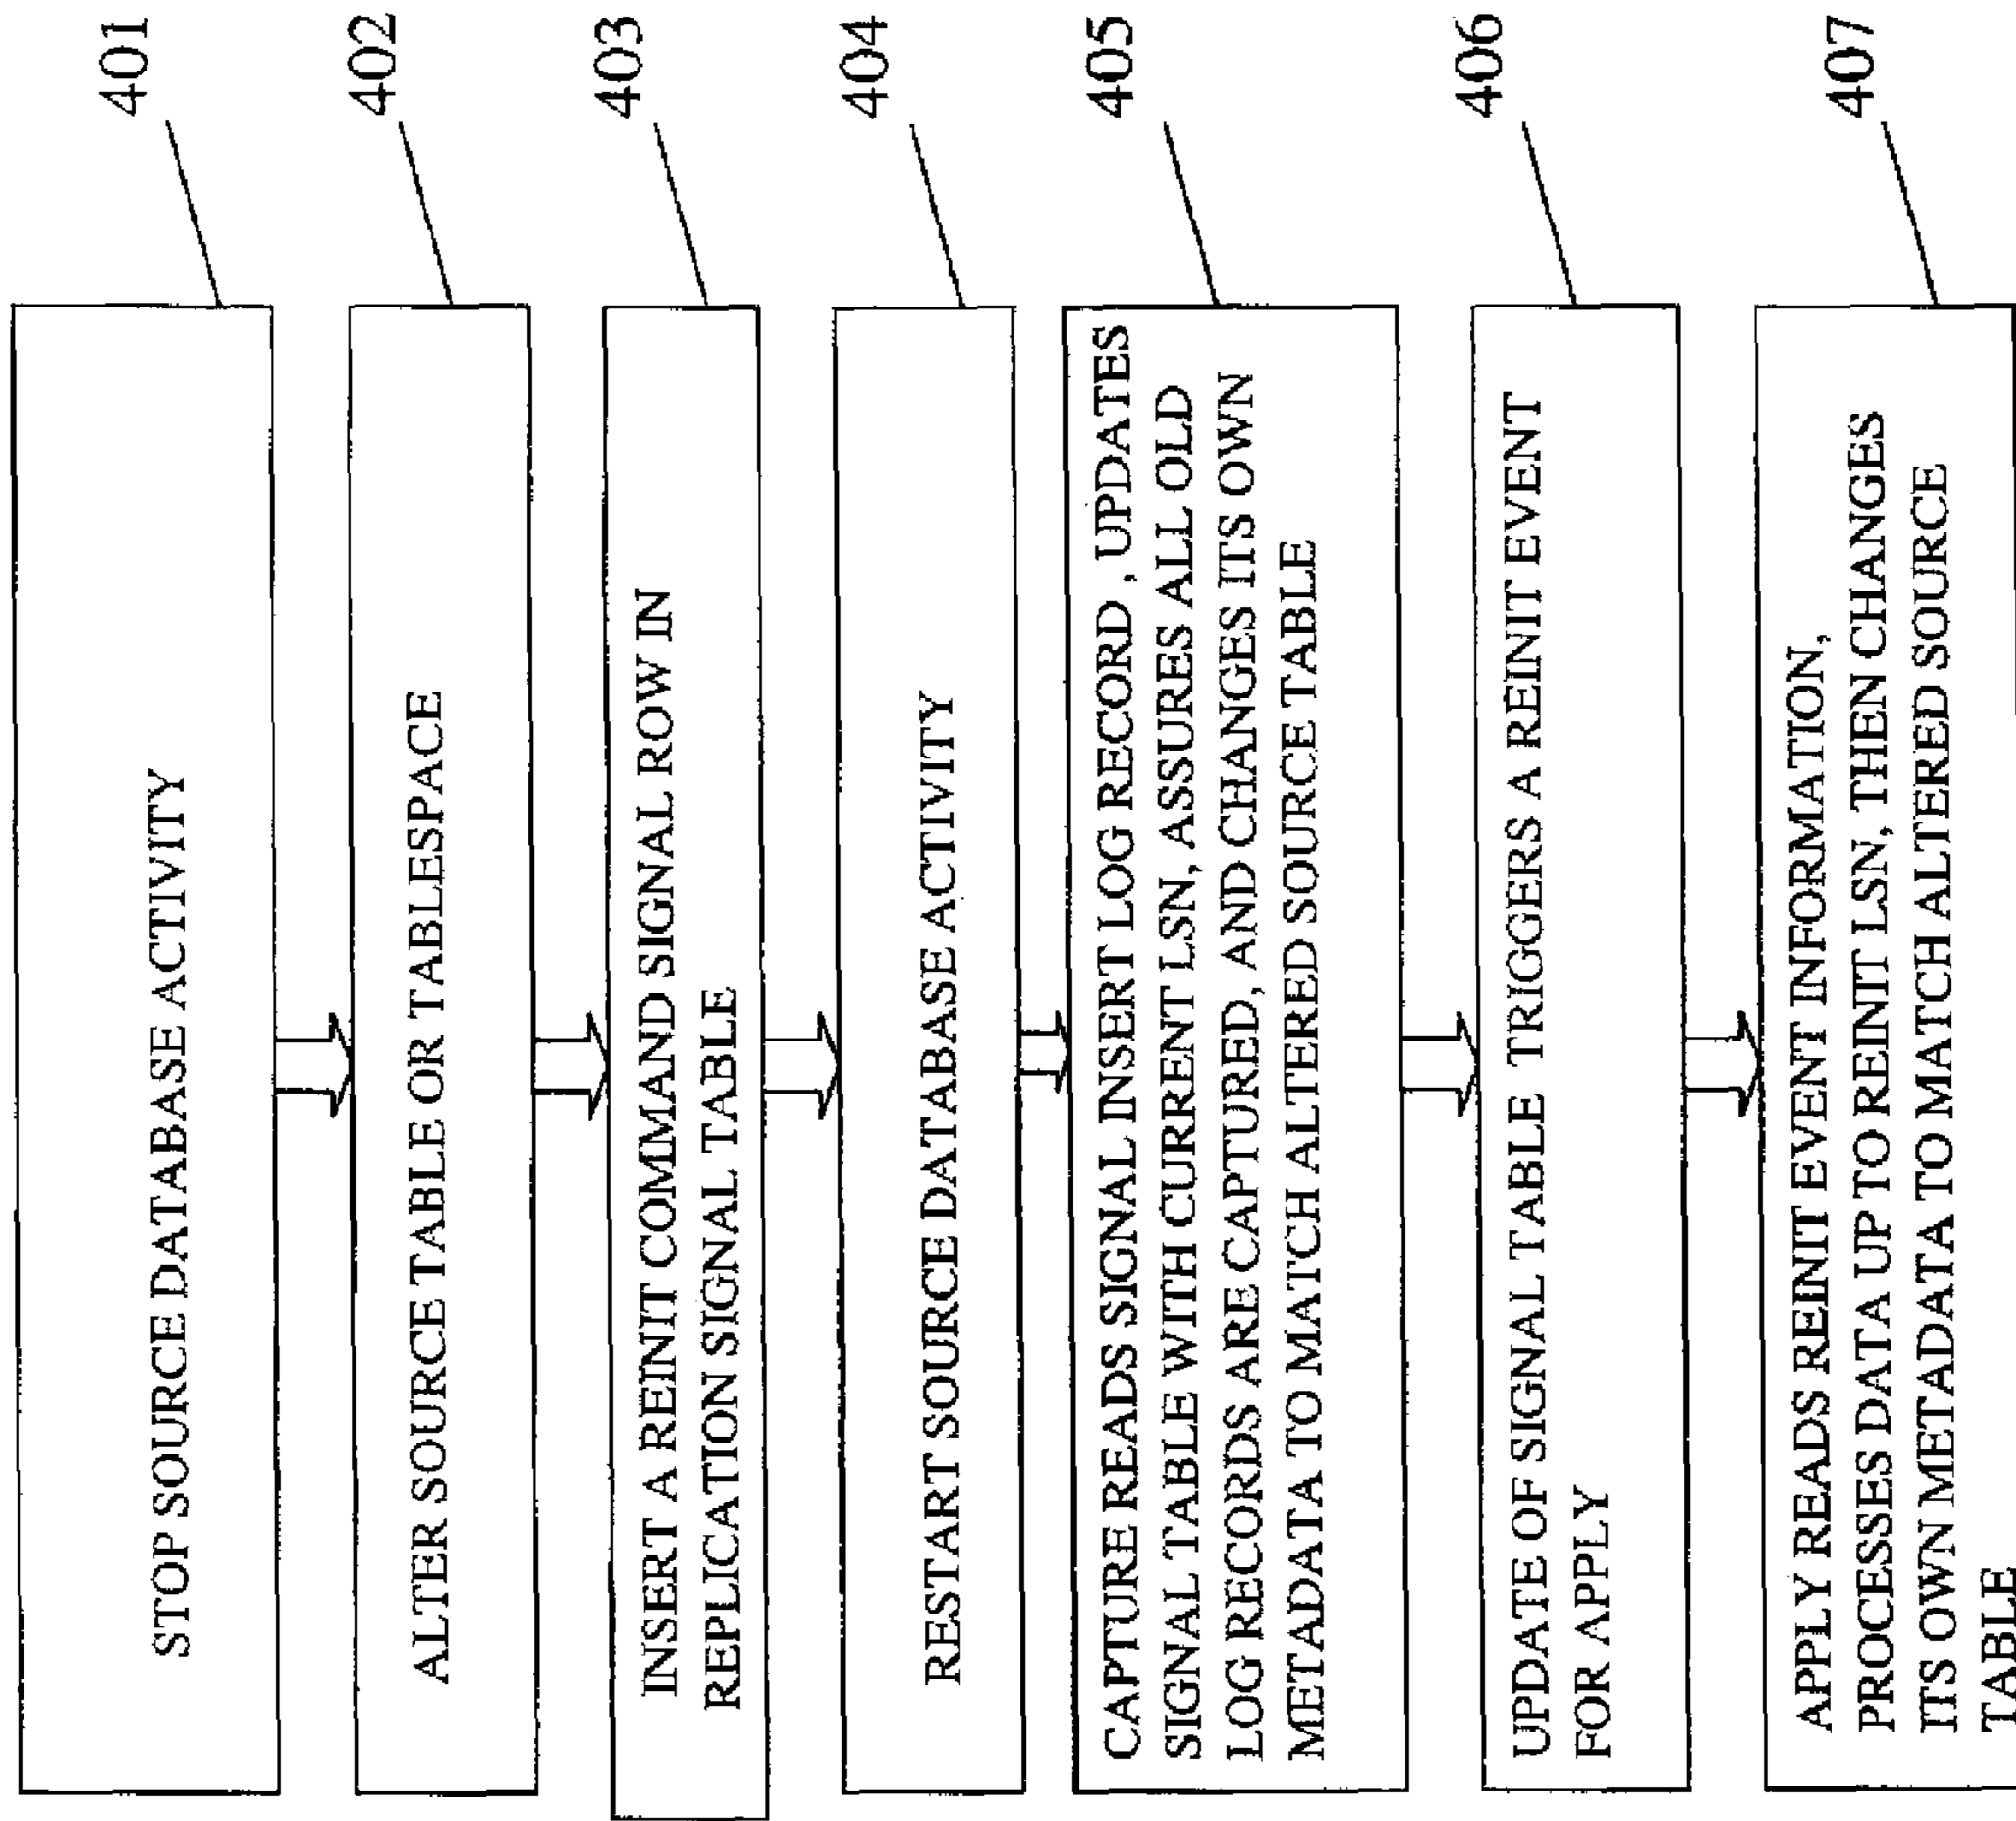 401
STOP SOURCE DATABASE ACTIVITY
402
ALTER SOURCE TABLE OR TABLESPACE
403
INSERT A REINIT COMMAND SIGNAL ROW IN
REPLICATION SIGNAL TABLE
404
RESTART SOURCE DATABASE ACTIVITY
405
CAPTURE READS SIGNAL INSERT LOG RECORD , UPDATES
SIGNAL TABLE WITH CURRENT LSN, ASSURES ALL OLD
LOG RECORDS ARE CAPTURED, AND CHANGES ITS OWN
METADATA TO MATCH ALTERED SOURCE TABLE
406
UPDATE OF SIGNAL TABLE TRIGGERS A REINIT EVENT
FOR APPLY
407
APPLY READS REINIT EVENT INFORMATION,
PROCESSES DATA UP TO REINIT LSN, THEN CHANGES
ITS OWN METADATA TO MATCH ALTERED SOURCE
TABLE